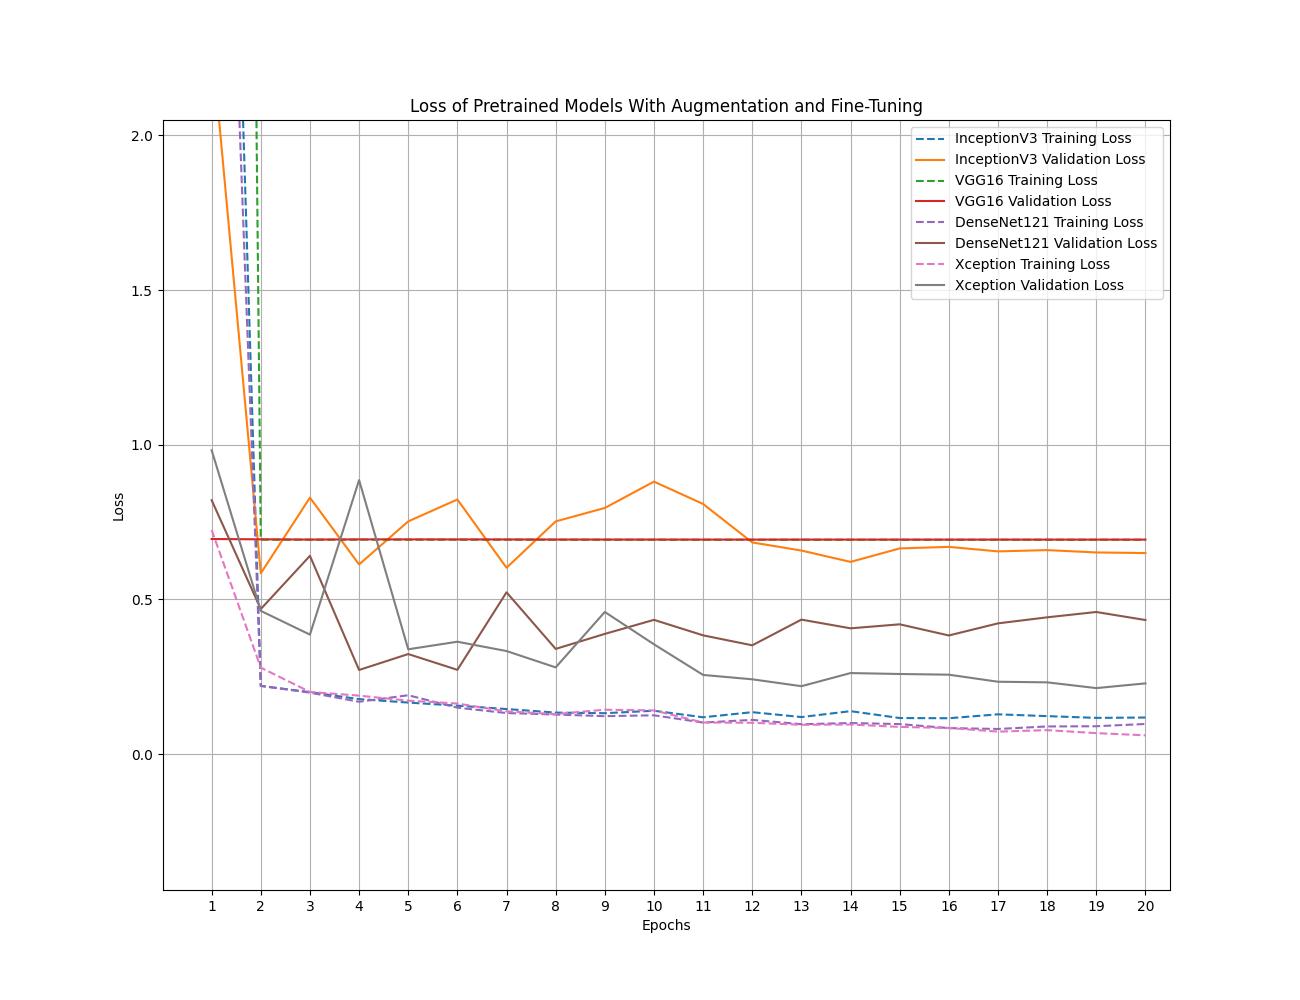 Loss of Pretrained Models With Augmentation and Fine-Tuning
2.0
1.5
1.0
0.5
0.0
Loss
InceptionV3 Training Loss
InceptionV3 Validation Loss
VGG16 Training Loss
VGG16 Validation Loss
DenseNet121 Training Loss
DenseNet121 Validation Loss
Xception Training Loss
Xception Validation Loss
1 2 3 4 5 6 7 8 9 10 11 12 13 14 15 16 17 18 19 20
Epochs